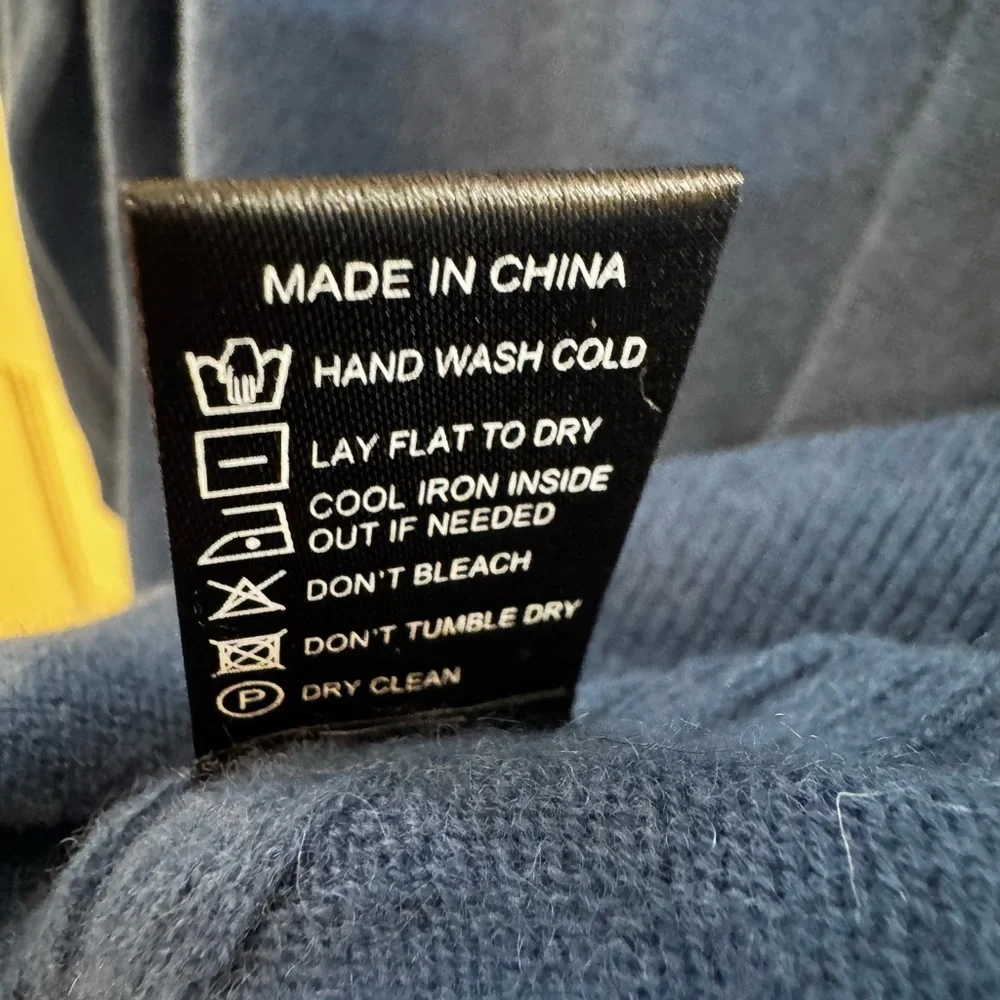 MADE IN CHINA
HAND WASH COLD
LAY FLAT TO DRY
COOL IRON INSIDE
OUT IF NEEDED
DON'T BLEACH
DON'T TUMBLE DRY
P DRY CLEAN